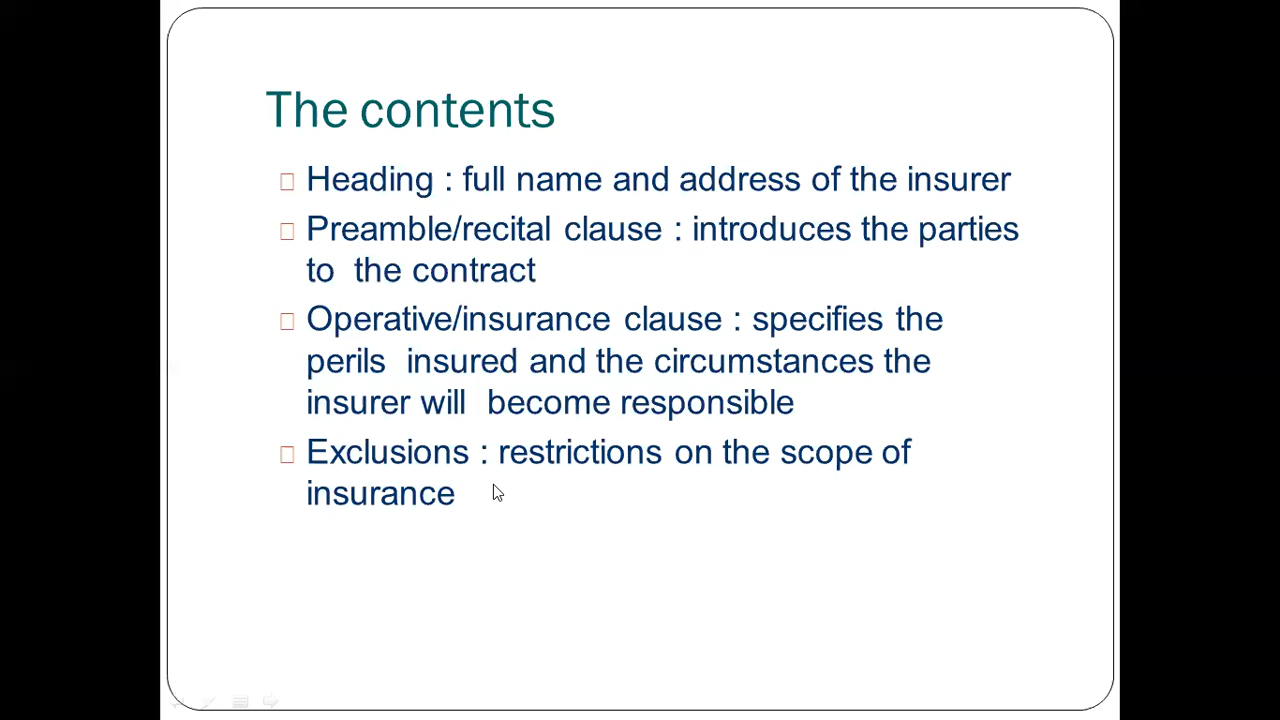 The contents
Heading : full name and address of the insurer
Preamble/recital clause : introduces the parties
to the contract
Operative/insurance clause : specifies the
perils insured and the circumstances the
insurer will become responsible
Exclusions : restrictions on the scope of
insurance